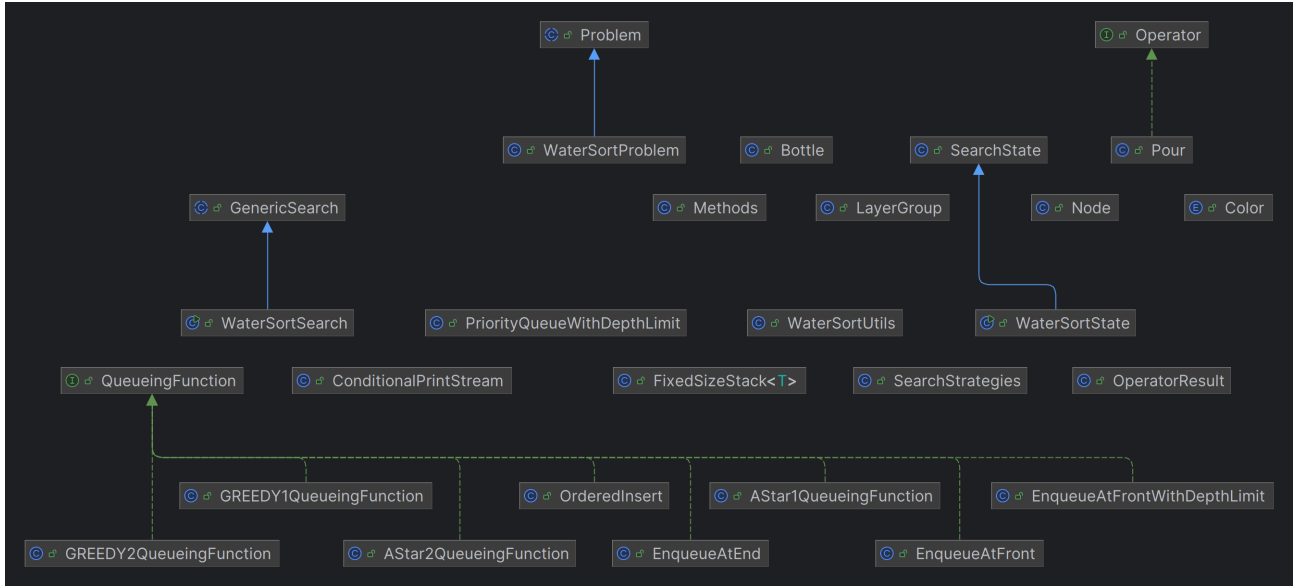 Problem
Operator
WaterSortProblem
Bottle
SearchState
Pour
GenericSearch
Methods
LayerGroup
Node
Color
WaterSortSearch
PriorityQueueWithDepthLimit
WaterSortUtils
WaterSortState
QueueingFunction
ConditionalPrintStream
FixedSizeStack<T>
SearchStrategies
OperatorResult
GREEDY1QueueingFunction
OrderedInsert
AStar1QueueingFunction
EnqueueAtFrontWithDepthLimit
GREEDY2QueueingFunction
AStar2QueueingFunction
EnqueueAtEnd
EnqueueAtFront